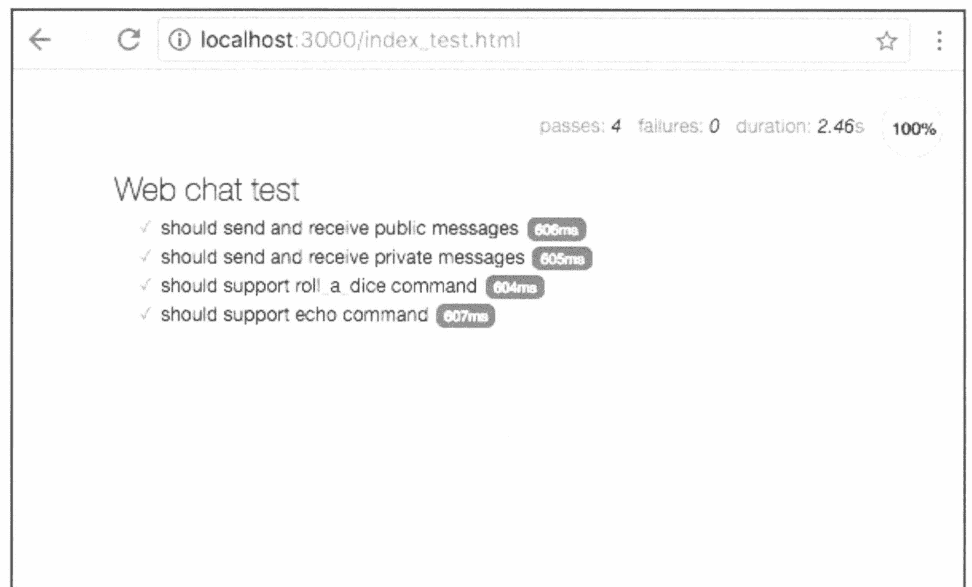 localhost:3000/index_test.html
passes: 4 failures: 0 duration: 2.46s 100%
Web chat test
✓ should send and receive public messages 606ms
✓ should send and receive private messages 605ms
✓ should support roll_a_dice command 604ms
✓ should support echo command 607ms